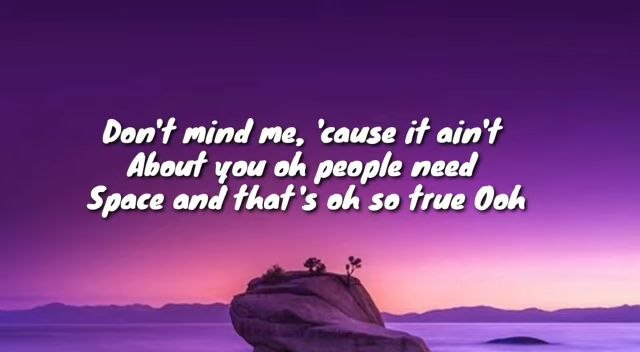 Don't mind me, 'cause it ain't
About you oh people need
Space and that's oh so true Ooh